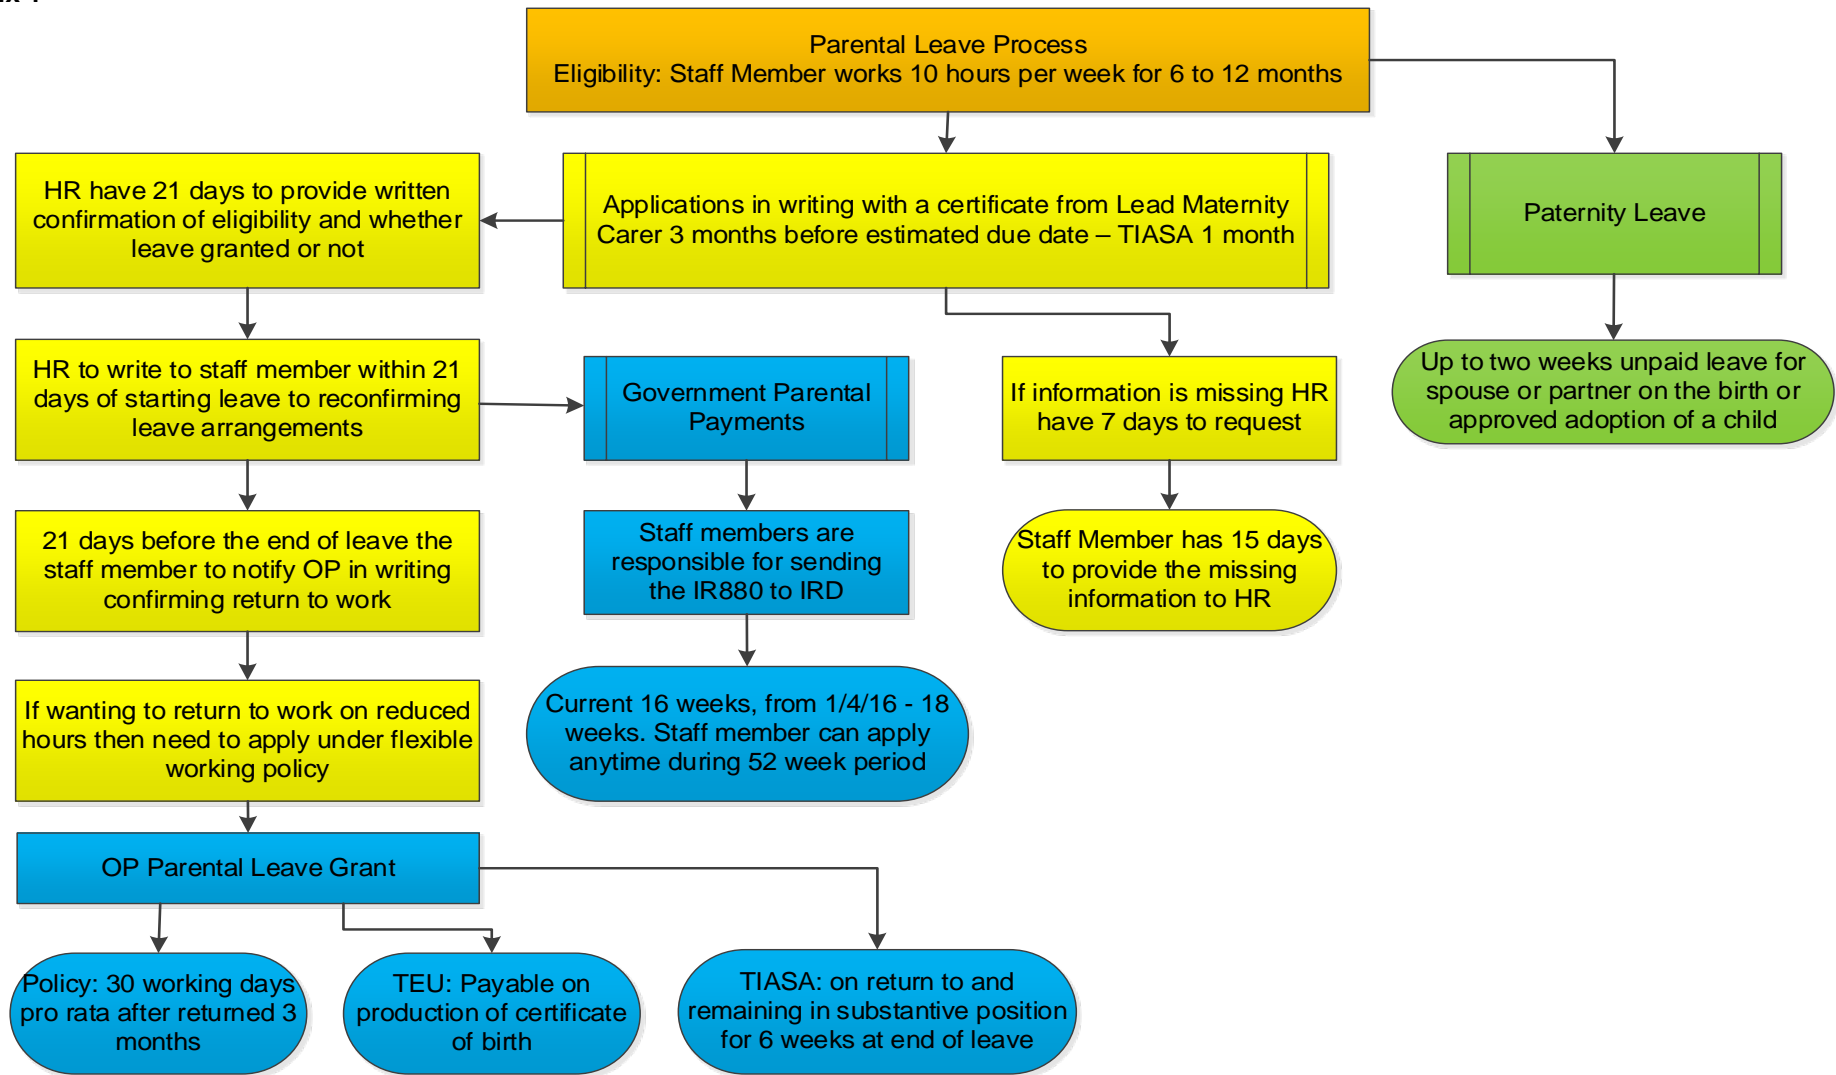 Parental Leave Process
Eligibility: Staff Member works 10 hours per week for 6 to 12 months
HR have 21 days to provide written
confirmation of eligibility and whether
leave granted or not
Applications in writing with a certificate from Lead Maternity
Carer 3 months before estimated due date – TIASA 1 month
Paternity Leave
HR to write to staff member within 21
days of starting leave to reconfirming
leave arrangements
Government Parental
Payments
If information is missing HR
have 7 days to request
Up to two weeks unpaid leave for
spouse or partner on the birth or
approved adoption of a child
21 days before the end of leave the
staff member to notify OP in writing
confirming return to work
Staff members are
responsible for sending
the IR880 to IRD
Staff Member has 15 days
to provide the missing
information to HR
If wanting to return to work on reduced
hours then need to apply under flexible
working policy
Current 16 weeks, from 1/4/16 - 18
weeks. Staff member can apply
anytime during 52 week period
OP Parental Leave Grant
Policy: 30 working days
pro rata after returned 3
months
TEU: Payable on
production of certificate
of birth
TIASA: on return to and
remaining in substantive position
for 6 weeks at end of leave